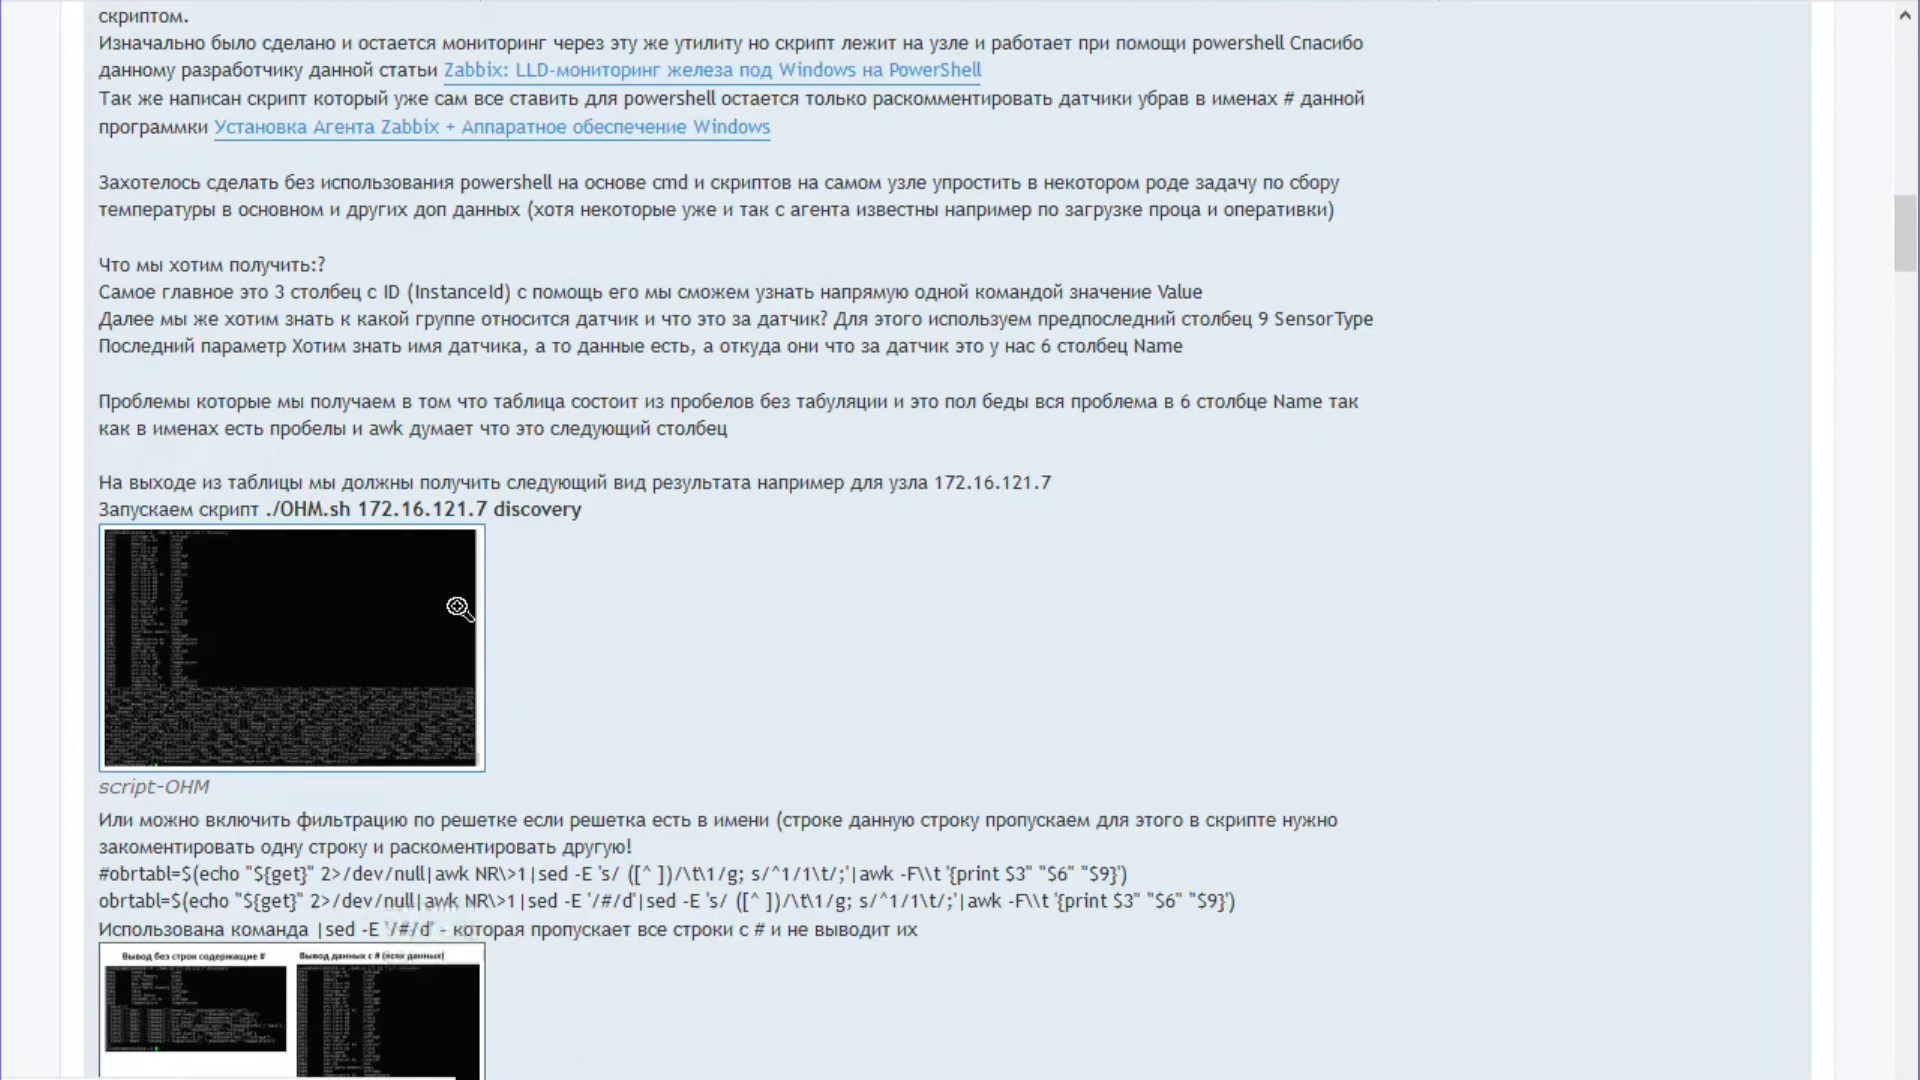 скриптом.
Изначально было сделано и остается мониторинг через эту же утилиту но скрипт лежит на узле и работает при помощи powershell Спасибо
данному разработчику данной статьи Zabbix: LLD-мониторинг железа под Windows на PowerShell
Так же написан скрипт который уже сам все ставить для powershell остается только раскомментировать датчики убрав в именах # данной
программки Установка Агента Zabbix + Аппаратное обеспечение Windows
Захотелось сделать без использования powershell на основе cmd и скриптов на самом узле упростить в некотором роде задачу по сбору
температуры в основном и других доп данных (хотя некоторые уже и так с агента известны например по загрузке проца и оперативки)
Что мы хотим получить:?
Самое главное это 3 столбец с ID (InstanceId) с помощь его мы сможем узнать напрямую одной командой значение Value
Далее мы же хотим знать к какой группе относится датчик и что это за датчик? Для этого используем предпоследний столбец 9 SensorType
Последний параметр Хотим знать имя датчика, а то данные есть, а откуда они что за датчик это у нас 6 столбец Name
Проблемы которые мы получаем в том что таблица состоит из пробелов без табуляции и это пол беды вся проблема в 6 столбце Name так
как в именах есть пробелы и awk думает что это следующий столбец
На выходе из таблицы мы должны получить следующий вид результата например для узла 172.16.121.7
Запускаем скрипт ./OHM.sh 172.16.121.7 discovery
script-OHM
Или можно включить фильтрацию по решетке если решетка есть в имени (строке данную строку пропускаем для этого в скрипте нужно
закоментировать одну строку и раскоментировать другую!
#obrtabl=$(echo "${get}" 2>/dev/null|awk NR\>1|sed -E 's/ ([^ ])/\t\1/g; s/^1/1\t/;'|awk -F\\t '{print $3" "$6" "$9}')
obrtabl=$(echo "${get}" 2>/dev/null|awk NR\>1|sed -E '/#/d'|sed -E 's/ ([^ ])/\t\1/g; s/^1/1\t/;'|awk -F\\t '{print $3" "$6" "$9}')
Использована команда |sed -E '/#/d' - которая пропускает все строки с # и не выводит их
Вывод без строк содержащие # Вывод данных с # (всех данных)